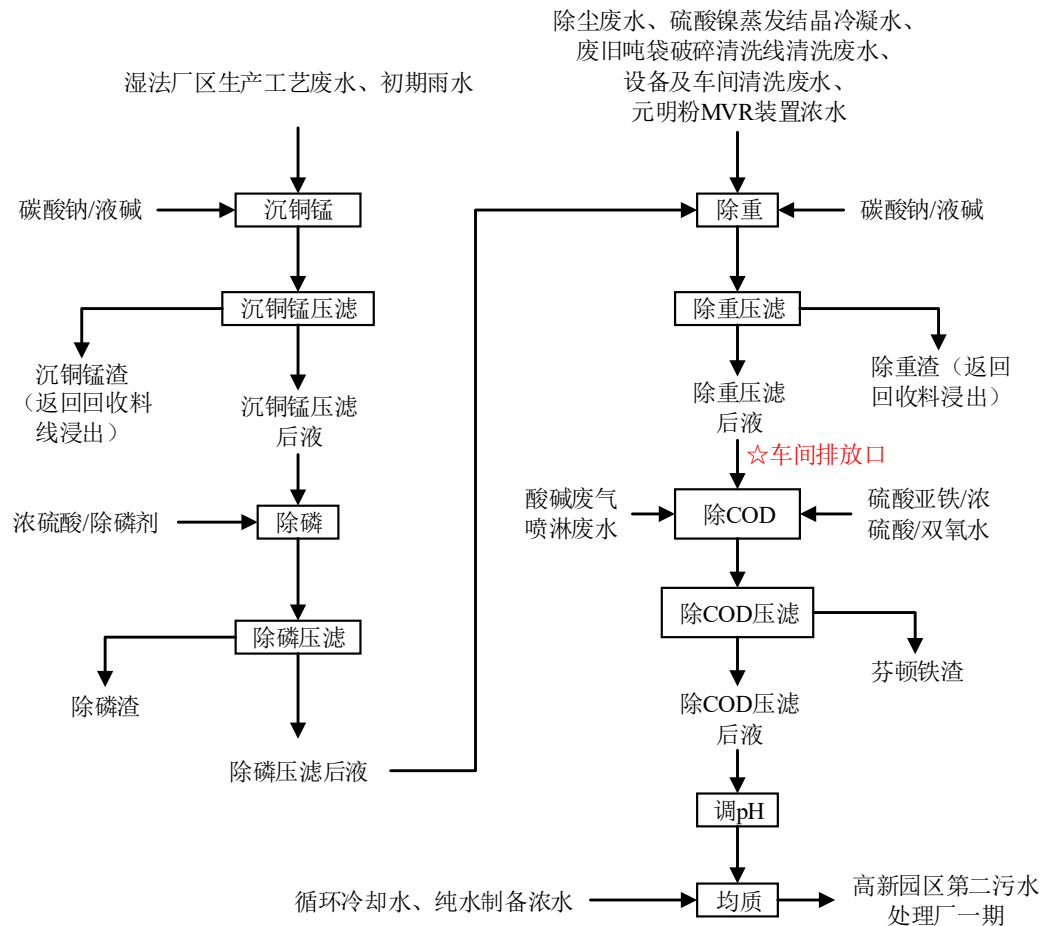 湿法厂区生产工艺废水、初期雨水
碳酸钠/液碱
沉铜锰
沉铜锰压滤
沉铜锰渣
（返回回收料
线浸出）
沉铜锰压滤
后液
浓硫酸/除磷剂
除磷
除磷压滤
除磷渣
除磷压滤后液
除尘废水、硫酸镍蒸发结晶冷凝水、
废旧吨袋破碎清洗线清洗废水、
设备及车间清洗废水、
元明粉MVR装置浓水
除重
碳酸钠/液碱
除重压滤
除重渣（返回
回收料浸出）
除重压滤
后液
☆车间排放口
酸碱废气
喷淋废水
除COD
硫酸亚铁/浓
硫酸/双氧水
除COD压滤
芬顿铁渣
除COD压滤
后液
调pH
循环冷却水、纯水制备浓水
均质
高新园区第二污水
处理厂一期